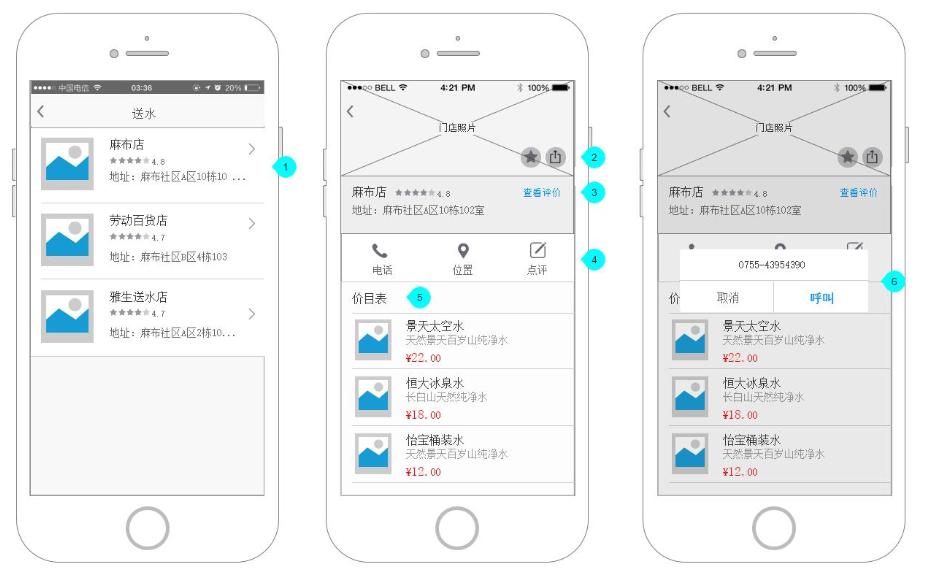 中国电信 03:36 20%
送水
麻布店
4.8
地址：麻布社区A区10栋10 ...
劳动百货店
4.7
地址：麻布社区B区4栋103
雅生送水店
4.7
地址：麻布社区A区2栋10...
1
BELL 4:21 PM 100%
门店照片
2
麻布店 4.8 查看评价
3
地址：麻布社区A区10栋102室
电话 位置 点评
4
价目表
5
景天太空水
天然景天百岁山纯净水
¥22.00
恒大冰泉水
长白山天然纯净水
¥18.00
怡宝桶装水
天然景天百岁山纯净水
¥12.00
BELL 4:21 PM 100%
门店照片
麻布店 4.8 查看评价
地址：麻布社区A区10栋102室
0755-43954390
取消 呼叫
6
价
景天太空水
天然景天百岁山纯净水
¥22.00
恒大冰泉水
长白山天然纯净水
¥18.00
怡宝桶装水
天然景天百岁山纯净水
¥12.00